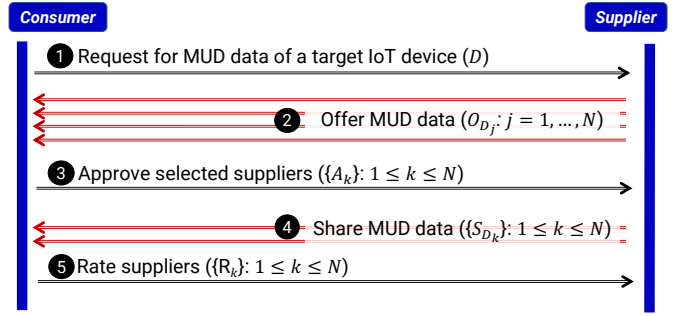 Consumer
Supplier
1 Request for MUD data of a target IoT device (𝐷)
2 Offer MUD data (𝑂_{𝐷_𝑗}: 𝑗 = 1, …, 𝑁)
3 Approve selected suppliers ({𝐴_𝑘}: 1 ≤ 𝑘 ≤ 𝑁)
4 Share MUD data ({𝑆_{𝐷_𝑘}}: 1 ≤ 𝑘 ≤ 𝑁)
5 Rate suppliers ({R_𝑘}: 1 ≤ 𝑘 ≤ 𝑁)